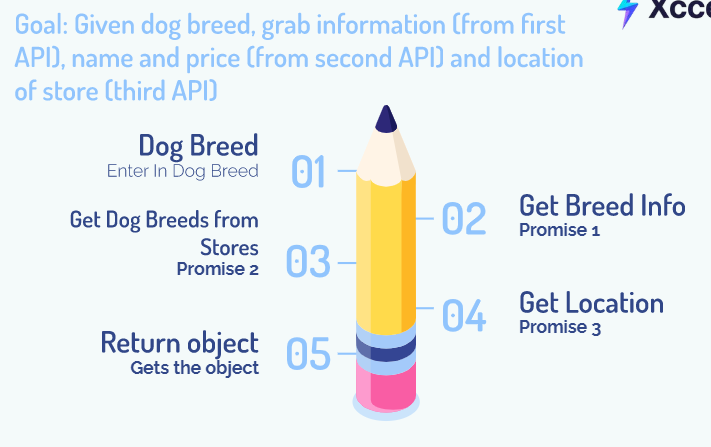 Goal: Given dog breed, grab information (from first
API), name and price (from second API) and location
of store (third API)
Dog Breed
Enter In Dog Breed
01
02
Get Breed Info
Promise 1
Get Dog Breeds from
Stores
Promise 2
03
04
Get Location
Promise 3
Return object
Gets the object
05